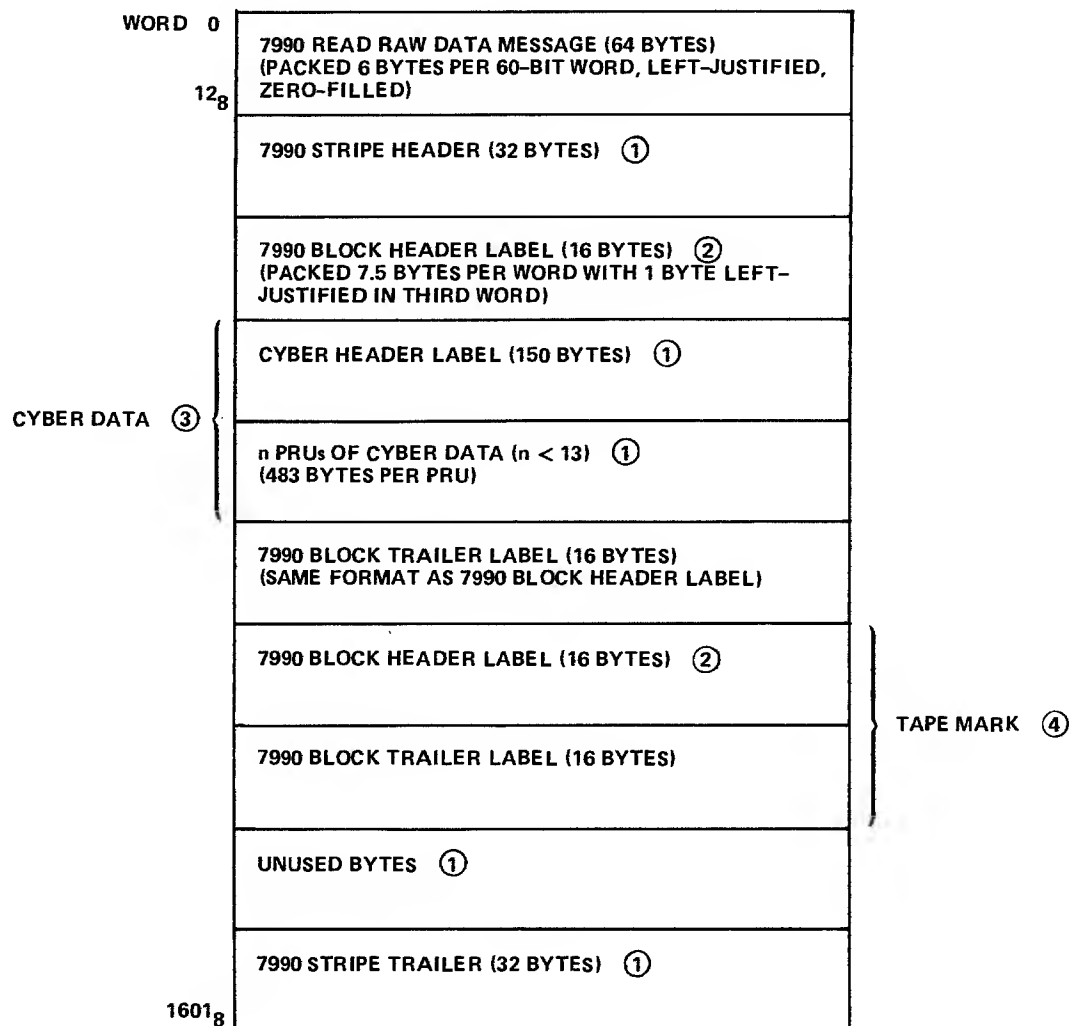 WORD 0
7990 READ RAW DATA MESSAGE (64 BYTES)
(PACKED 6 BYTES PER 60-BIT WORD, LEFT-JUSTIFIED,
ZERO-FILLED)
12₈
7990 STRIPE HEADER (32 BYTES) ①
7990 BLOCK HEADER LABEL (16 BYTES) ②
(PACKED 7.5 BYTES PER WORD WITH 1 BYTE LEFT-
JUSTIFIED IN THIRD WORD)
CYBER HEADER LABEL (150 BYTES) ①
CYBER DATA ③
n PRUs OF CYBER DATA (n < 13) ①
(483 BYTES PER PRU)
7990 BLOCK TRAILER LABEL (16 BYTES)
(SAME FORMAT AS 7990 BLOCK HEADER LABEL)
7990 BLOCK HEADER LABEL (16 BYTES) ②
TAPE MARK ④
7990 BLOCK TRAILER LABEL (16 BYTES)
UNUSED BYTES ①
7990 STRIPE TRAILER (32 BYTES) ①
1601₈